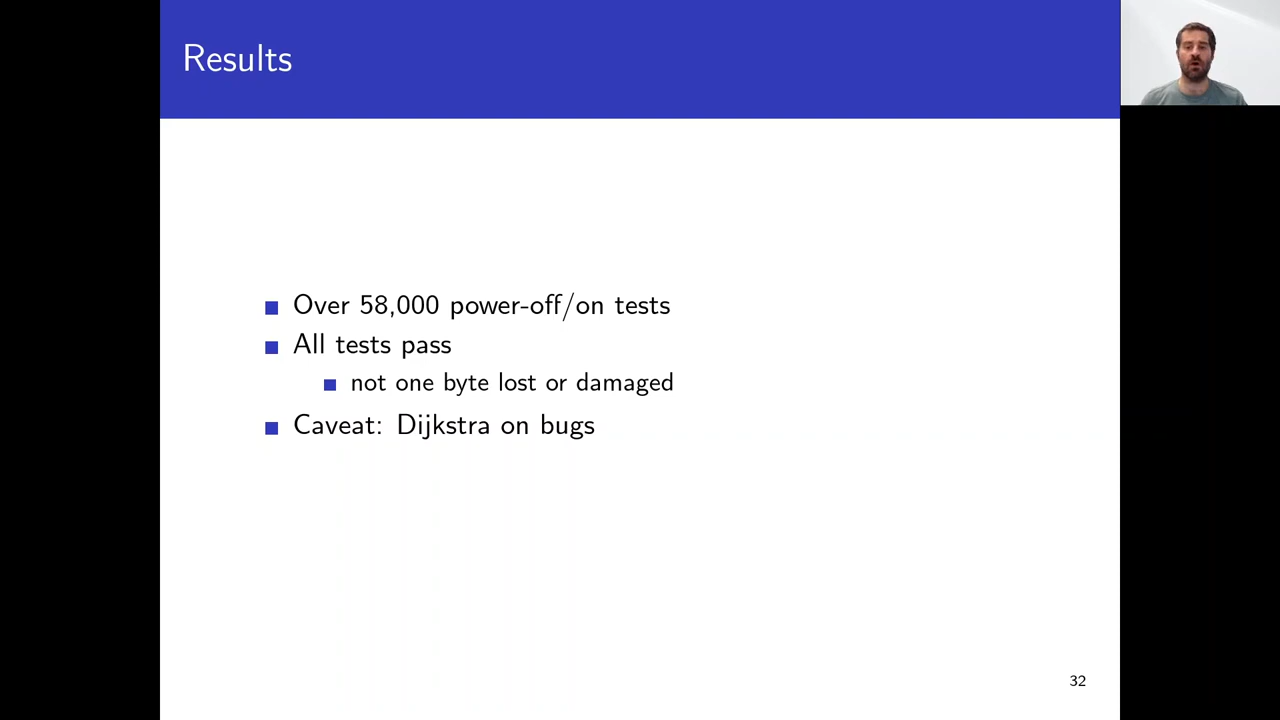 Results
Over 58,000 power-off/on tests
All tests pass
not one byte lost or damaged
Caveat: Dijkstra on bugs
32